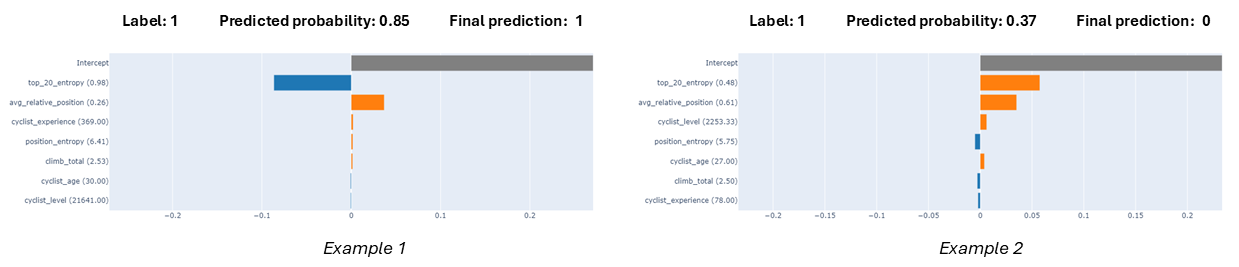 Label: 1 Predicted probability: 0.85 Final prediction: 1
Intercept
top_20_entropy (0.98)
avg_relative_position (0.26)
cyclist_experience (369.00)
position_entropy (6.41)
climb_total (2.53)
cyclist_age (30.00)
cyclist_level (21641.00)
−0.2 −0.1 0 0.1 0.2
Example 1
Label: 1 Predicted probability: 0.37 Final prediction: 0
Intercept
top_20_entropy (0.48)
avg_relative_position (0.61)
cyclist_level (2253.33)
position_entropy (5.75)
cyclist_age (27.00)
climb_total (2.50)
cyclist_experience (78.00)
−0.2 −0.15 −0.1 −0.05 0 0.05 0.1 0.15 0.2
Example 2